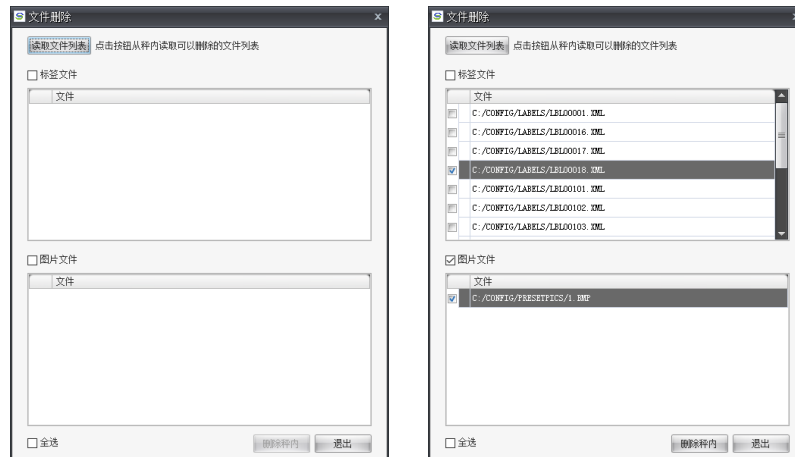 文件删除
读取文件列表 点击按钮从秤内读取可以删除的文件列表
标签文件
文件
图片文件
文件
全选 删除秤内 退出
文件删除
读取文件列表 点击按钮从秤内读取可以删除的文件列表
标签文件
文件
C:/CONFIG/LABELS/LBL00001.XML
C:/CONFIG/LABELS/LBL00016.XML
C:/CONFIG/LABELS/LBL00017.XML
C:/CONFIG/LABELS/LBL00018.XML
C:/CONFIG/LABELS/LBL00101.XML
C:/CONFIG/LABELS/LBL00102.XML
C:/CONFIG/LABELS/LBL00103.XML
图片文件
文件
C:/CONFIG/PRESETPICS/1.BMP
全选 删除秤内 退出